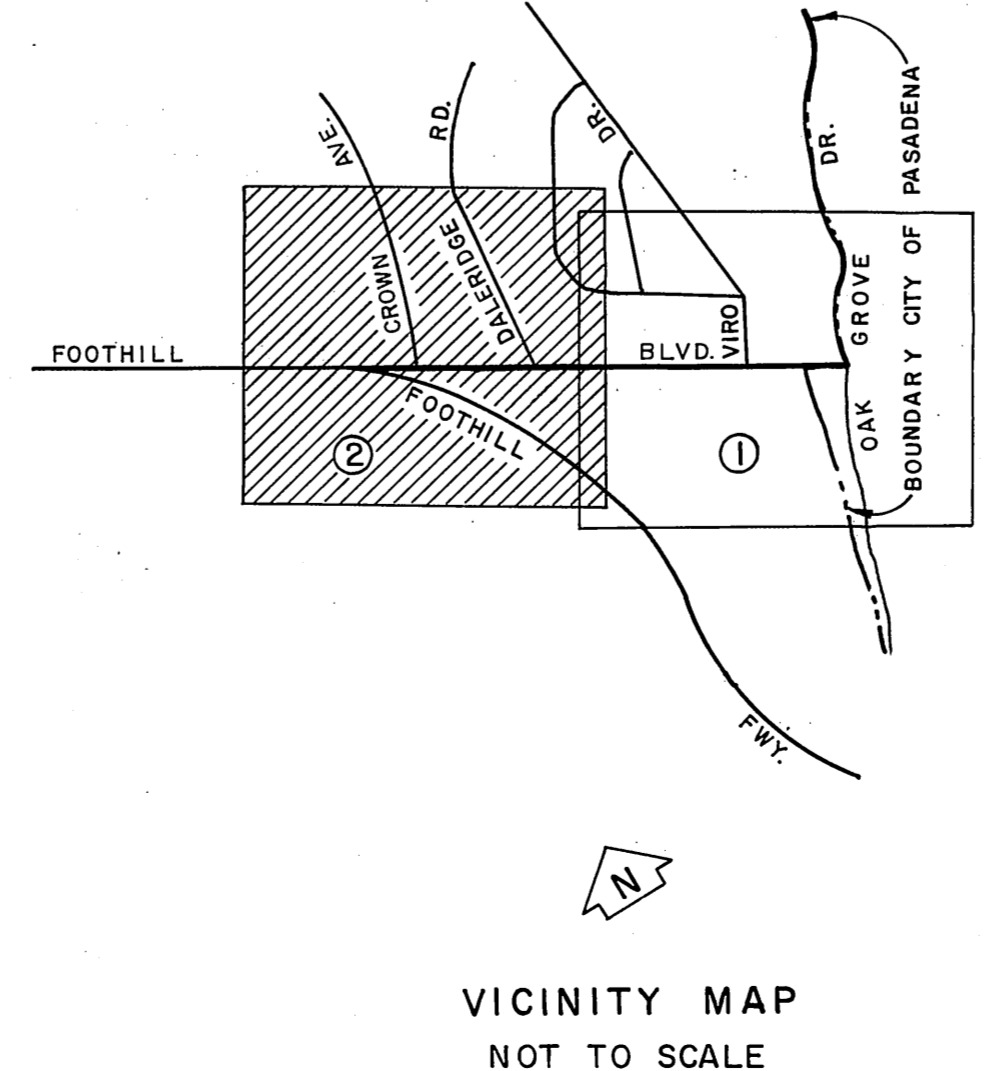 AVE.
RD.
DR.
DR.
BOUNDARY CITY OF PASADENA
CROWN
DALERIDGE
FOOTHILL
BLVD.
VIRO
GROVE
OAK
FOOTHILL
②
①
FWY.
N
VICINITY MAP
NOT TO SCALE